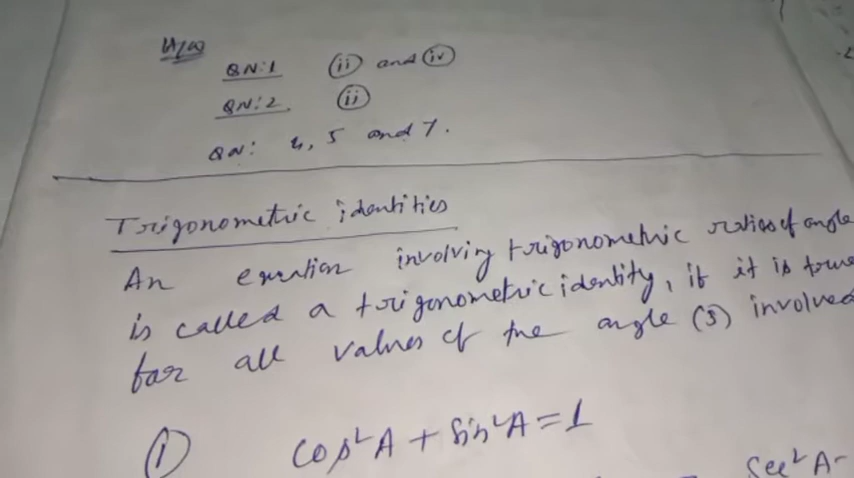 H/W
QN:1 (ii) and (iv)
QN:2. (ii)
QN: 4, 5 and 7.
Trigonometric identities
An equation involving trigonometric ratios of angle
is called a trigonometric identity, if it is true
for all values of the angle (s) involved
(1) cos²A + sin²A = 1
sec²A-